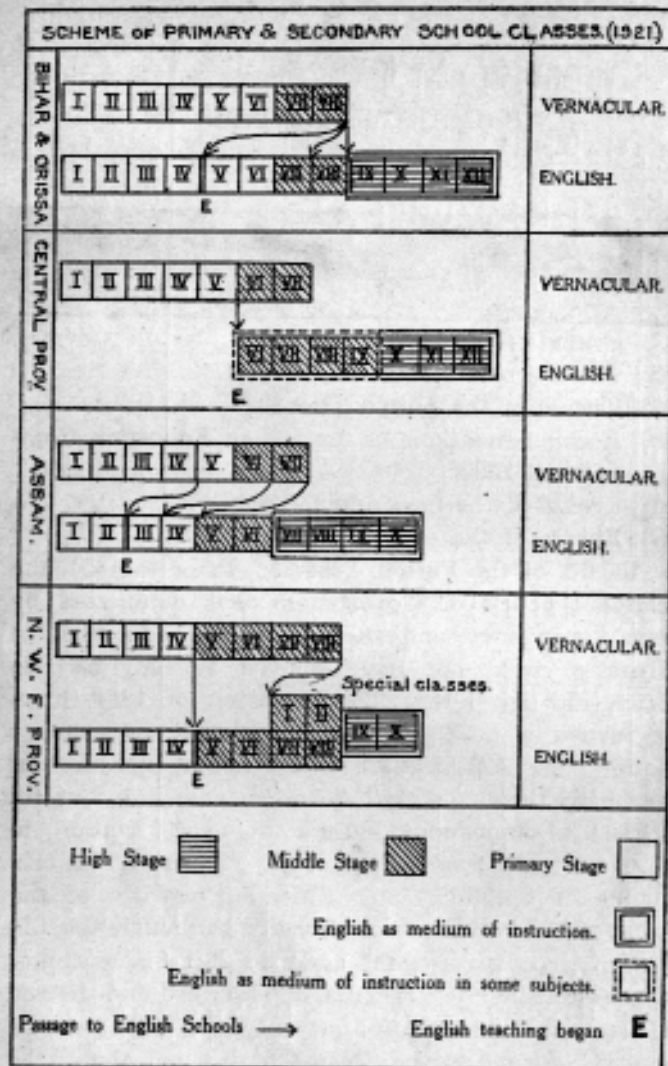 SCHEME OF PRIMARY & SECONDARY SCHOOL CLASSES.(1921)
BIHAR & ORISSA
I II III IV V VI VII VIII
VERNACULAR.
I II III IV V VI VII VIII IX X XI XII
ENGLISH.
E
CENTRAL PROV.
I II III IV V VI VII
VERNACULAR.
VI VII VIII IX X XI XII
ENGLISH.
E
ASSAM.
I II III IV V VI VII
VERNACULAR.
I II III IV V VI VII VIII IX X
ENGLISH.
E
N. W. F. PROV.
I II III IV V VI VII VIII
VERNACULAR.
Special classes.
I II
I II III IV V VI VII VIII IX X
ENGLISH.
E
High Stage Middle Stage Primary Stage
English as medium of instruction.
English as medium of instruction in some subjects.
Passage to English Schools → English teaching began E